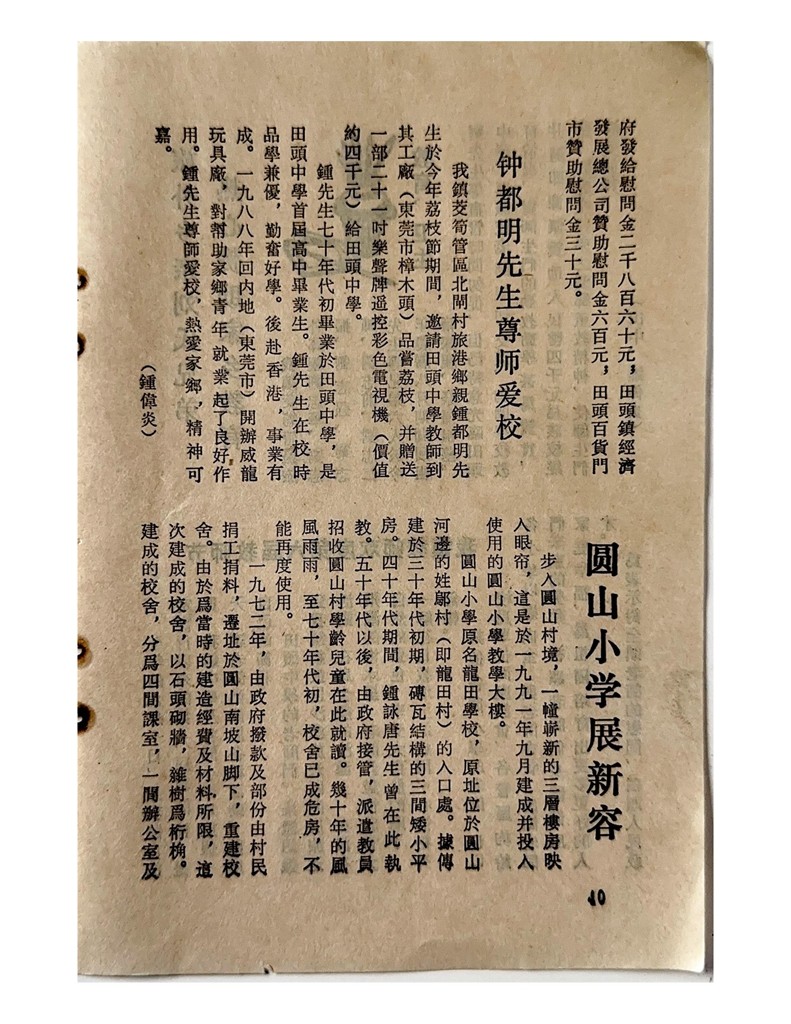 府發給慰問金二千八百六十元，田頭鎮經濟
發展總公司贊助慰問金六百元，田頭百貨門
市贊助慰問金三十元。
钟都明先生尊师爱校
我鎮茭筍管區北閘村旅港鄉親鍾都明先
生於今年荔枝節期間，邀請田頭中學教師到
其工廠（東莞市樟木頭）品嘗荔枝，并贈送
一部二十一吋樂聲牌遥控彩色電視機（價值
約四千元）給田頭中學。
鍾先生七十年代初畢業於田頭中學，是
田頭中學首屆高中畢業生。鍾先生在校時
品學兼優，勤奮好學。後赴香港，事業有
成。一九八八年回内地（東莞市）開辦威龍
玩具廠，對幫助家鄉青年就業起了良好作
用。鍾先生尊師愛校，熱愛家鄉，精神可
嘉。
（鍾偉炎）
圆山小学展新容
步入圓山村境，一幢嶄新的三層樓房映
入眼帘，這是於一九九一年九月建成并投入
使用的圓山小學教學大樓。
圓山小學原名龍田學校，原址位於圓山
河邊的姓鄔村（即龍田村）的入口處。據傳
建於三十年代初期，磚瓦結構的三間矮小平
房。四十年代期間，鍾詠唐先生曾在此執
教。五十年代以後，由政府接管，派遣教員
招收圓山村學齡兒童在此就讀。幾十年的風
風雨雨，至七十年代初，校舍已成危房，不
能再度使用。
一九七二年，由政府撥款及部份由村民
捐工捐料，遷址於圓山南坡山脚下，重建校
舍。由於爲當時的建造經費及材料所限，這
次建成的校舍，以石頭砌牆，雜樹爲桁桷。
建成的校舍，分爲四間課室，一間辦公室及
40